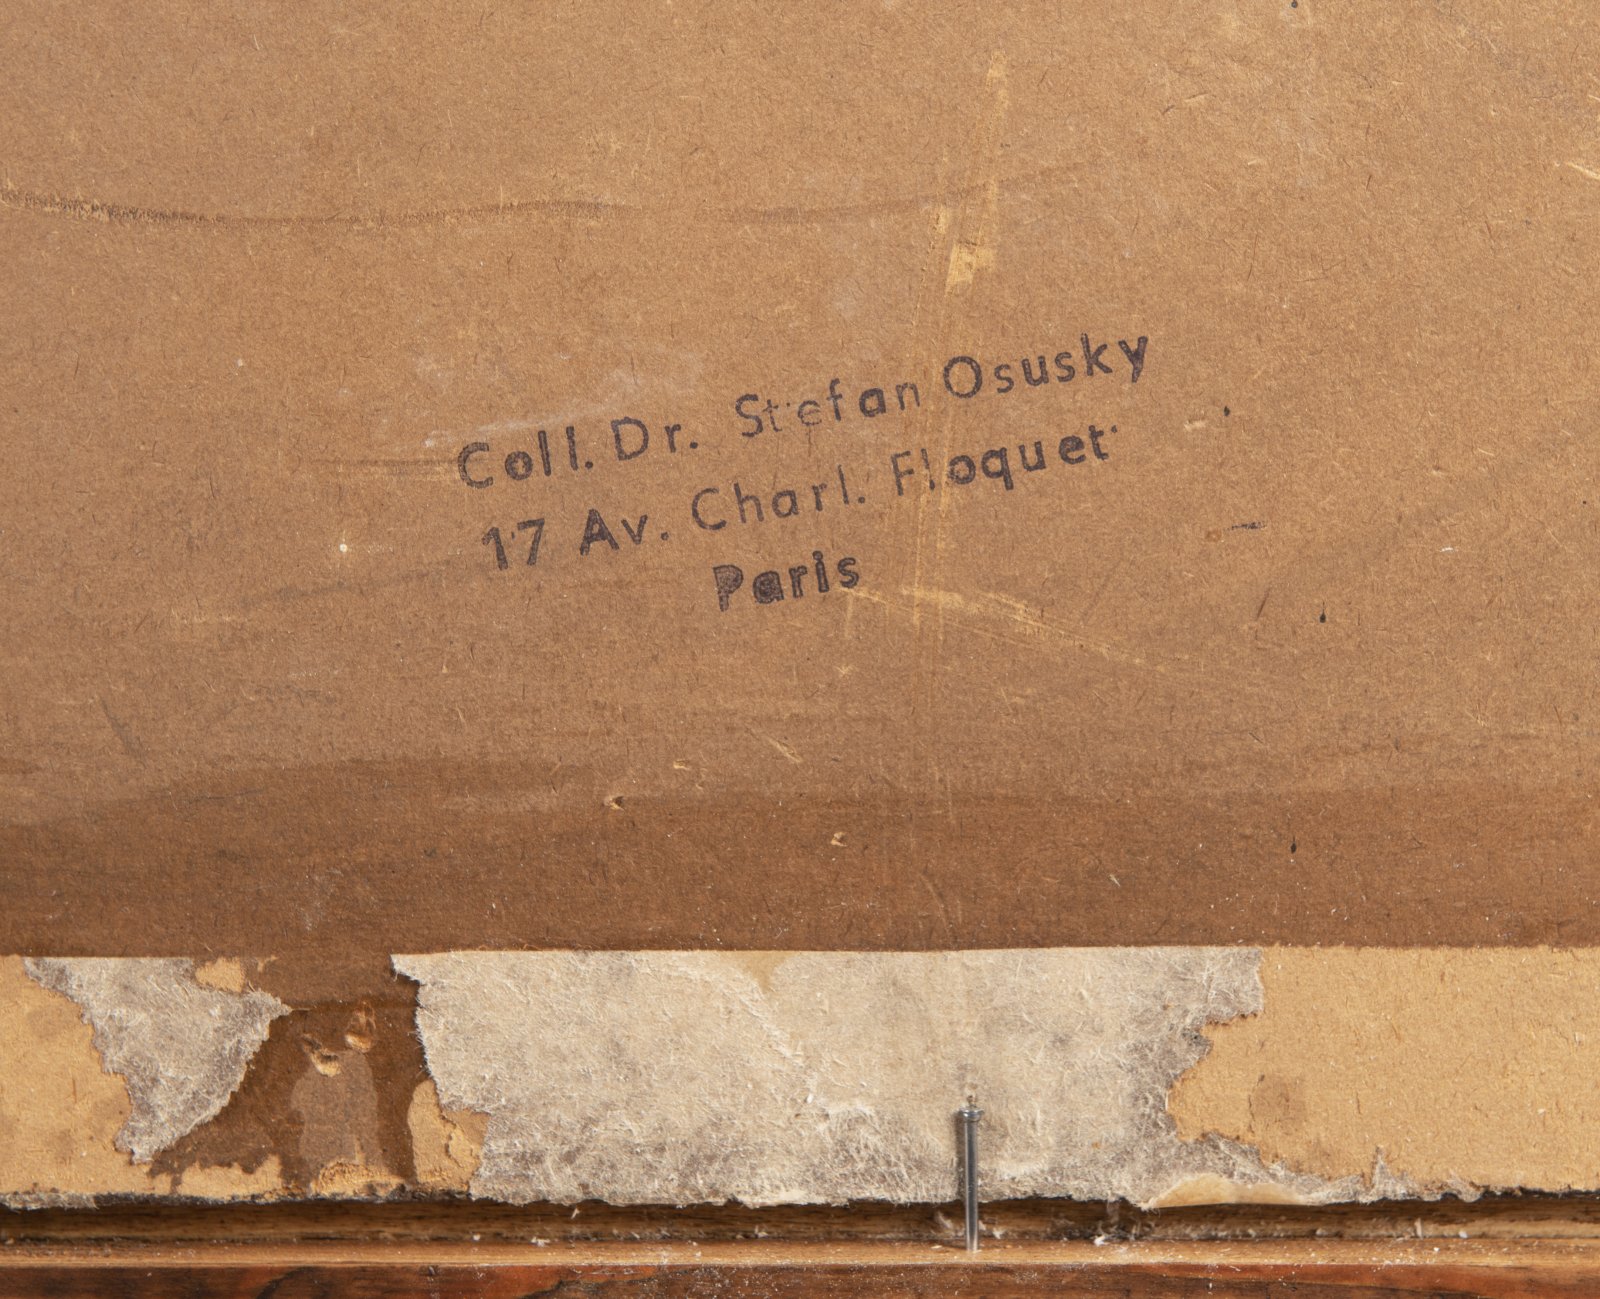 Coll. Dr. Stefan Osusky
17 Av. Charl. Floquet
Paris